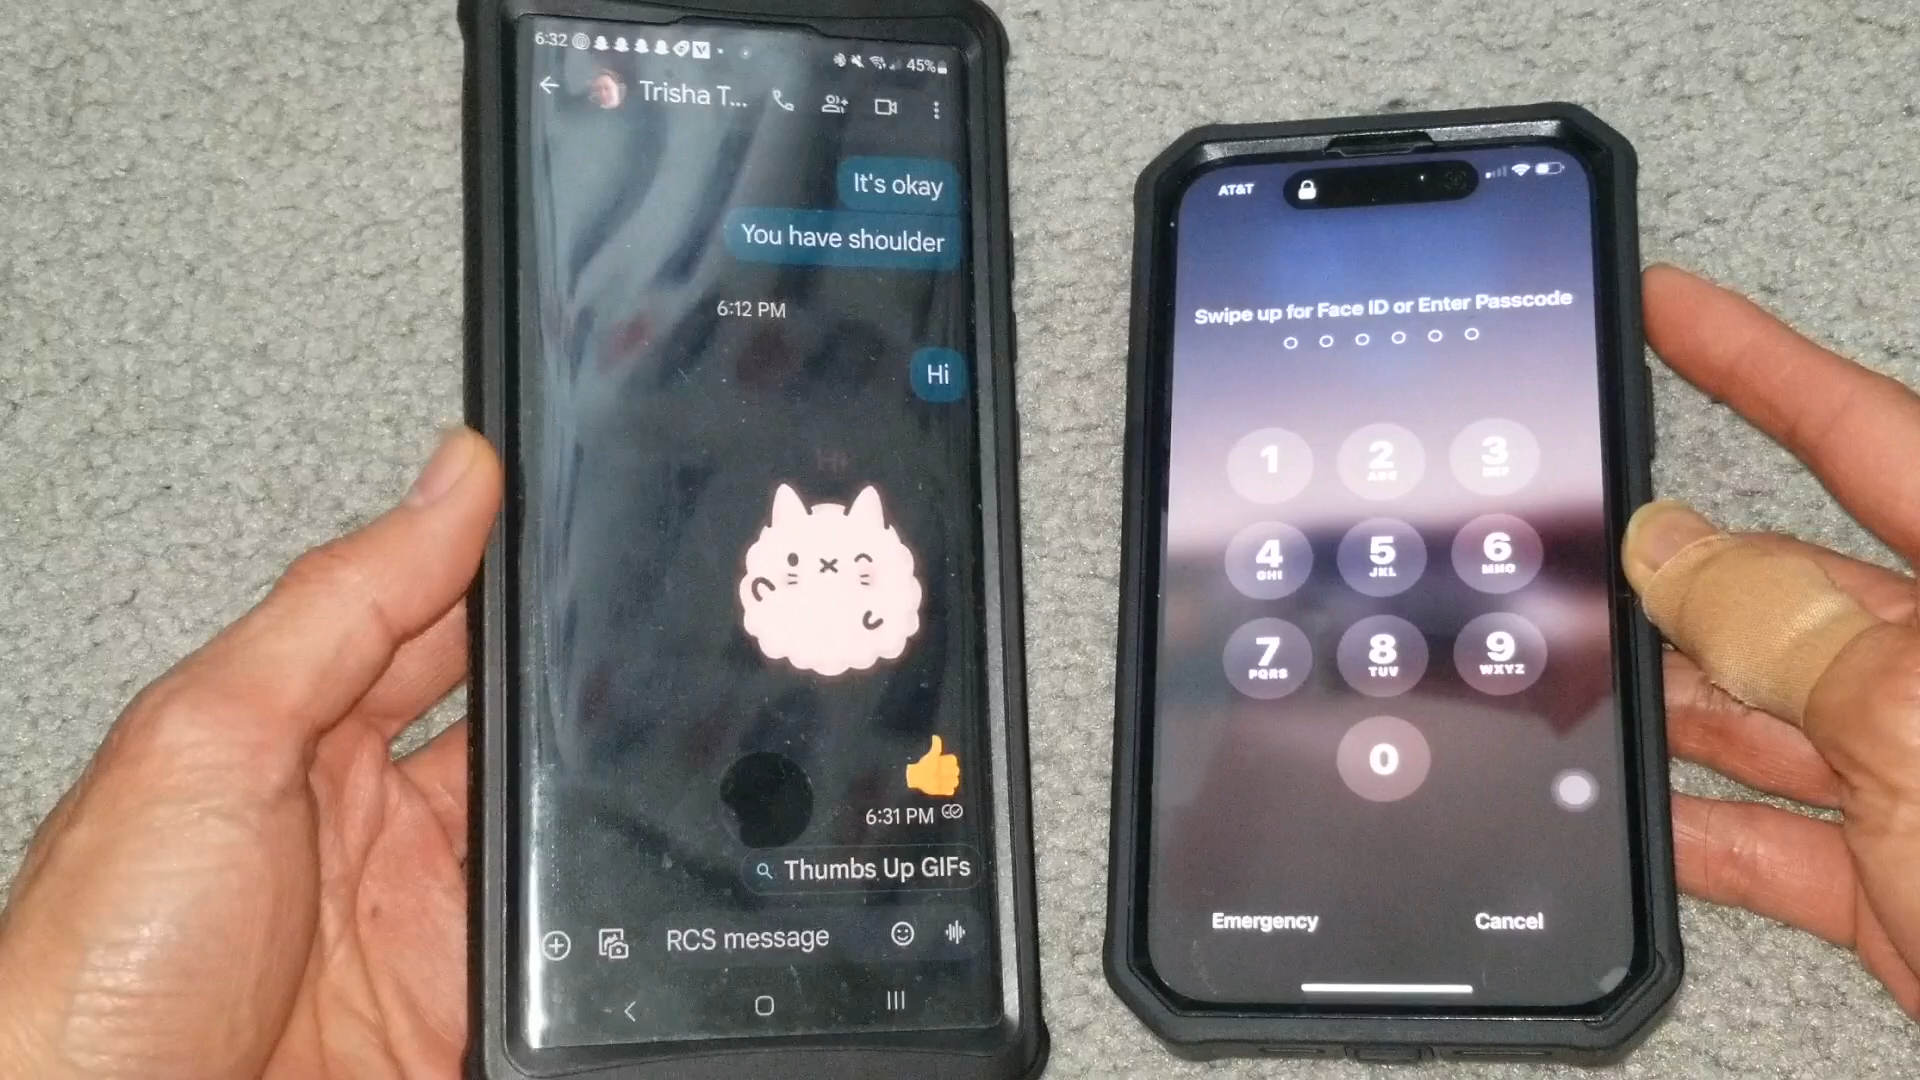 6:32
45%
Trisha T...
It's okay
You have shoulder
6:12 PM
Hi
Hi
6:31 PM
Thumbs Up GIFs
RCS message
AT&T
Swipe up for Face ID or Enter Passcode
1
2
ABC
3
DEF
4
GHI
5
JKL
6
MNO
7
PQRS
8
TUV
9
WXYZ
0
Emergency
Cancel